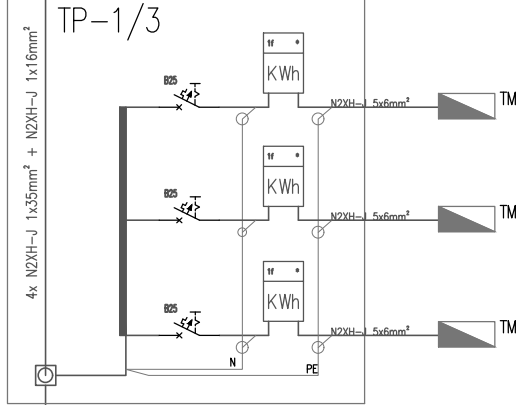 TP-1/3
4x N2XH-J 1x35mm² + N2XH-J 1x16mm²
1f *
B25
KWh
N2XH-J 5x6mm²
TM
1f *
B25
KWh
N2XH-J 5x6mm²
TM
1f *
B25
KWh
N2XH-J 5x6mm²
TM
N
PE